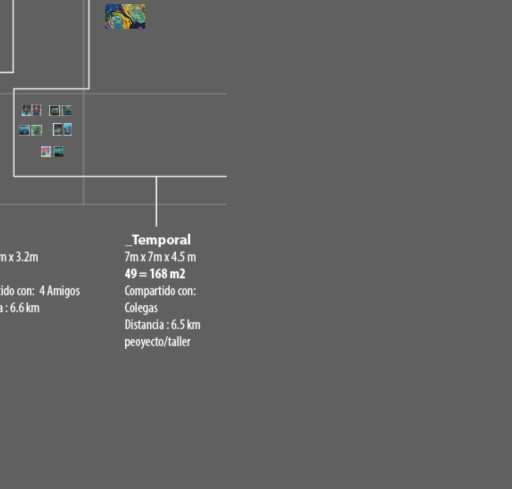 m x 3.2m
ido con: 4 Amigos
a : 6.6 km
_Temporal
7m x 7m x 4.5 m
49 = 168 m2
Compartido con:
Colegas
Distancia : 6.5 km
peoyecto/taller